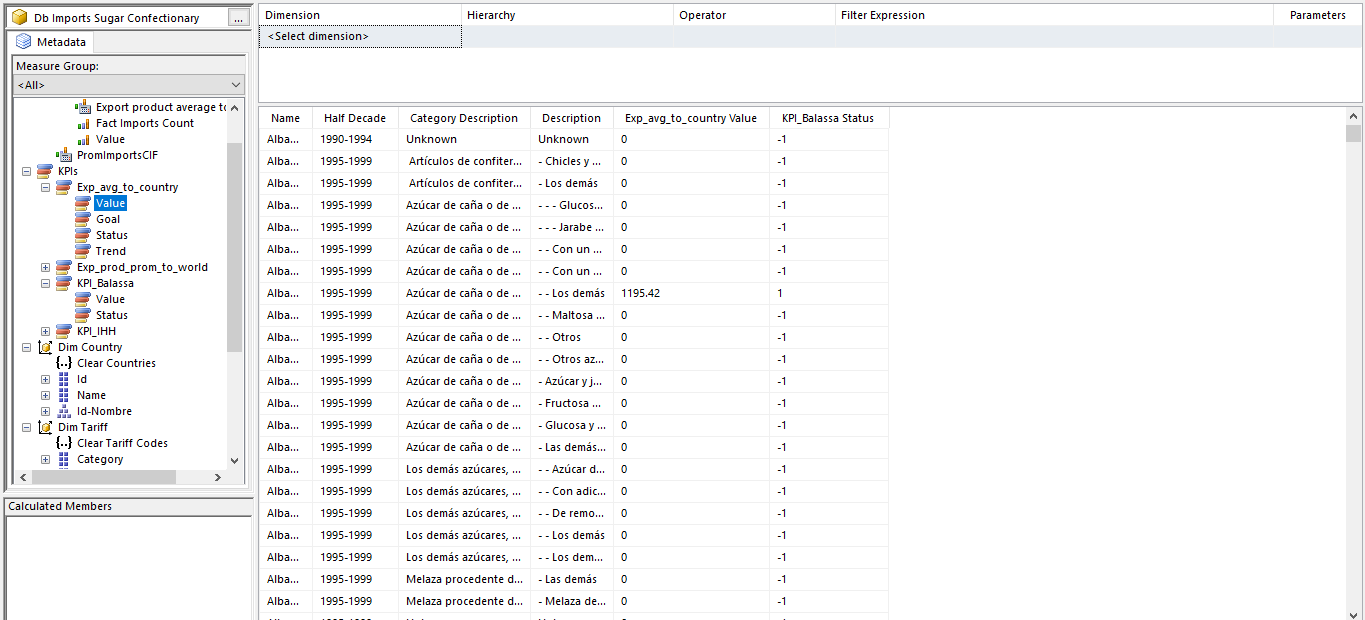 Db Imports Sugar Confectionary ...
Metadata
Measure Group:
<All>
Export product average to
Fact Imports Count
Value
PromImportsCIF
KPIs
Exp_avg_to_country
Value
Goal
Status
Trend
Exp_prod_prom_to_world
KPI_Balassa
Value
Status
KPI_IHH
Dim Country
Clear Countries
Id
Name
Id-Nombre
Dim Tariff
Clear Tariff Codes
Category
Calculated Members
Dimension Hierarchy Operator Filter Expression Parameters
<Select dimension>
Name Half Decade Category Description Description Exp_avg_to_country Value KPI_Balassa Status
Alba... 1990-1994 Unknown Unknown 0 -1
Alba... 1995-1999 Artículos de confiter... - Chicles y ... 0 -1
Alba... 1995-1999 Artículos de confiter... - Los demás 0 -1
Alba... 1995-1999 Azúcar de caña o de ... - - - Glucos... 0 -1
Alba... 1995-1999 Azúcar de caña o de ... - - - Jarabe ... 0 -1
Alba... 1995-1999 Azúcar de caña o de ... - - Con un ... 0 -1
Alba... 1995-1999 Azúcar de caña o de ... - - Con un ... 0 -1
Alba... 1995-1999 Azúcar de caña o de ... - - Los demás 1195.42 1
Alba... 1995-1999 Azúcar de caña o de ... - - Maltosa ... 0 -1
Alba... 1995-1999 Azúcar de caña o de ... - - Otros 0 -1
Alba... 1995-1999 Azúcar de caña o de ... - - Otros az... 0 -1
Alba... 1995-1999 Azúcar de caña o de ... - Azúcar y j... 0 -1
Alba... 1995-1999 Azúcar de caña o de ... - Fructosa ... 0 -1
Alba... 1995-1999 Azúcar de caña o de ... - Glucosa y ... 0 -1
Alba... 1995-1999 Azúcar de caña o de ... - Las demás... 0 -1
Alba... 1995-1999 Los demás azúcares, ... - - Azúcar d... 0 -1
Alba... 1995-1999 Los demás azúcares, ... - - Con adic... 0 -1
Alba... 1995-1999 Los demás azúcares, ... - - De remo... 0 -1
Alba... 1995-1999 Los demás azúcares, ... - - Los demás 0 -1
Alba... 1995-1999 Los demás azúcares, ... - - Los dem... 0 -1
Alba... 1995-1999 Melaza procedente d... - Las demás 0 -1
Alba... 1995-1999 Melaza procedente d... - Melaza de... 0 -1